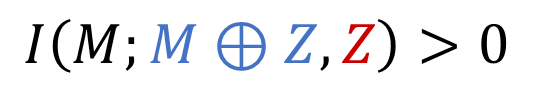 I(M; M ⊕ Z, Z) > 0